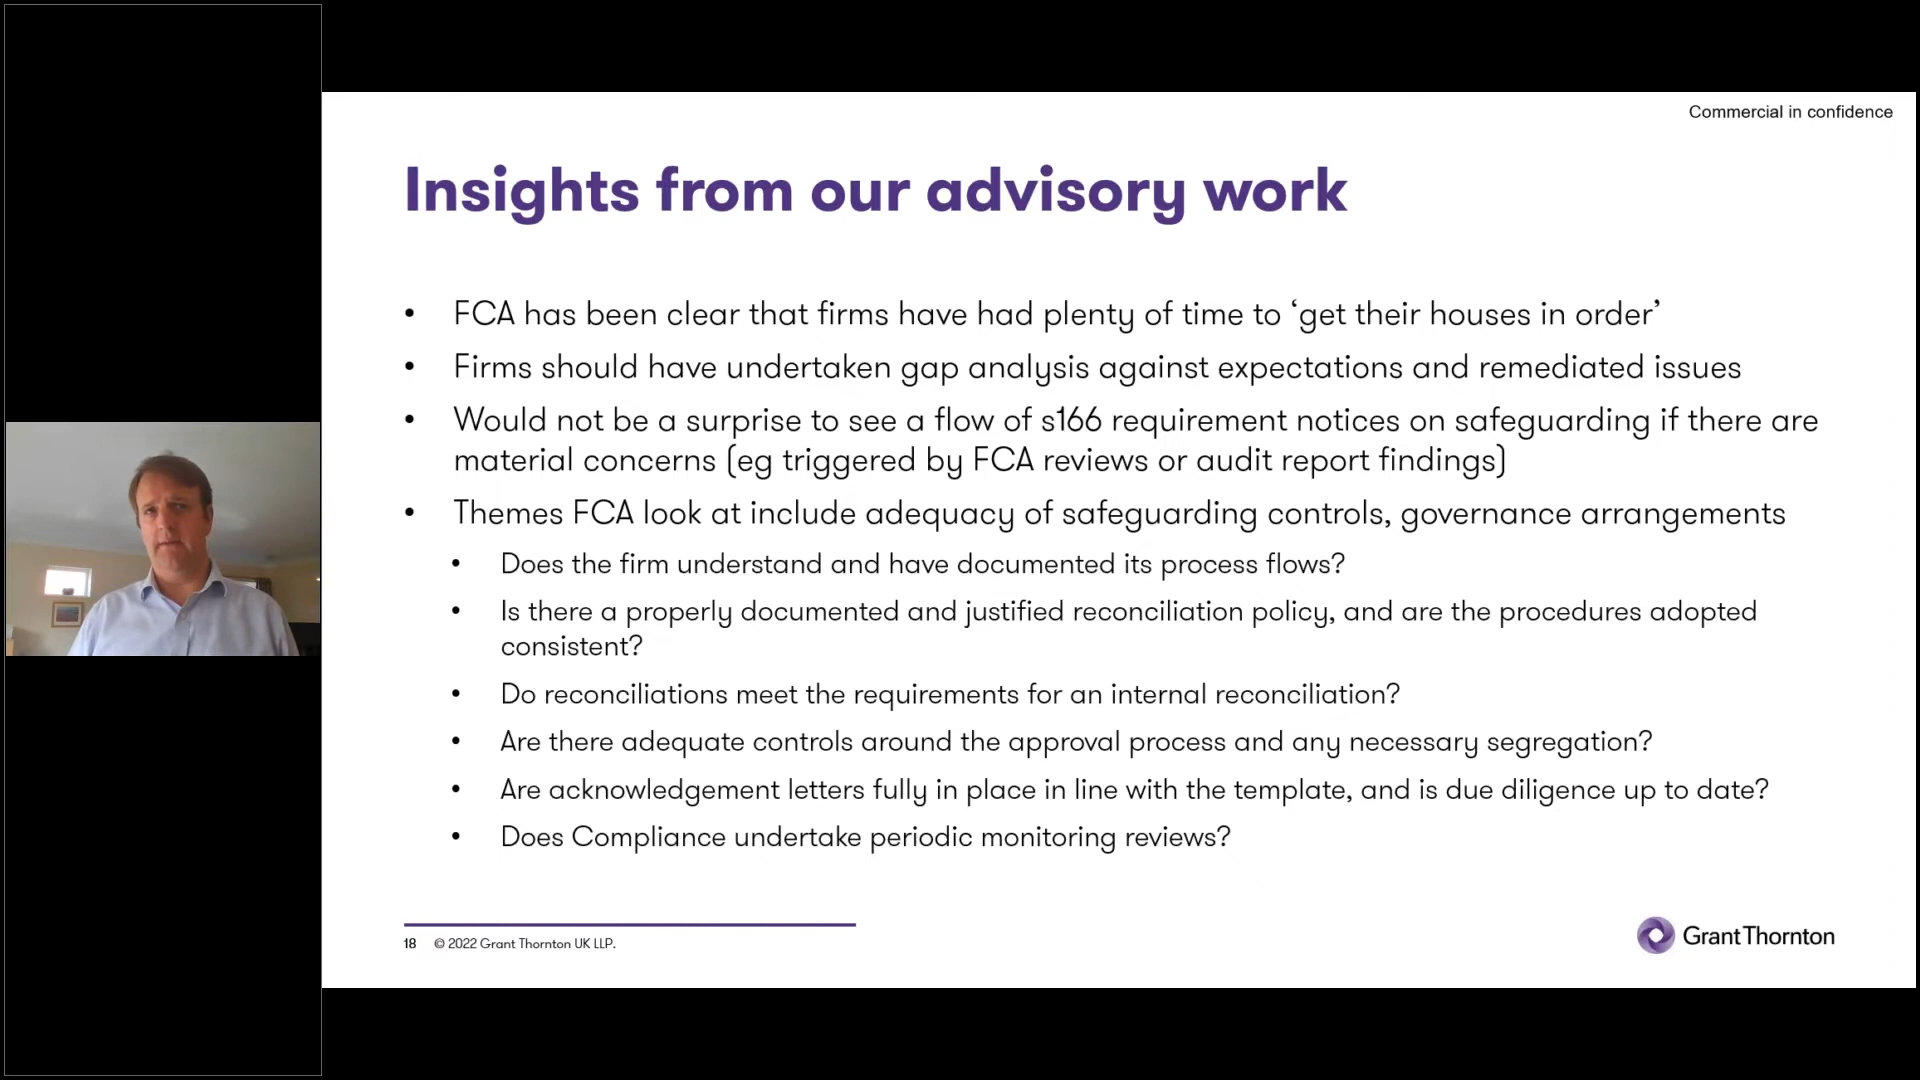 Commercial in confidence
Insights from our advisory work
• FCA has been clear that firms have had plenty of time to ‘get their houses in order’
• Firms should have undertaken gap analysis against expectations and remediated issues
• Would not be a surprise to see a flow of s166 requirement notices on safeguarding if there are
material concerns (eg triggered by FCA reviews or audit report findings)
• Themes FCA look at include adequacy of safeguarding controls, governance arrangements
• Does the firm understand and have documented its process flows?
• Is there a properly documented and justified reconciliation policy, and are the procedures adopted
consistent?
• Do reconciliations meet the requirements for an internal reconciliation?
• Are there adequate controls around the approval process and any necessary segregation?
• Are acknowledgement letters fully in place in line with the template, and is due diligence up to date?
• Does Compliance undertake periodic monitoring reviews?
18 © 2022 Grant Thornton UK LLP.
GrantThornton